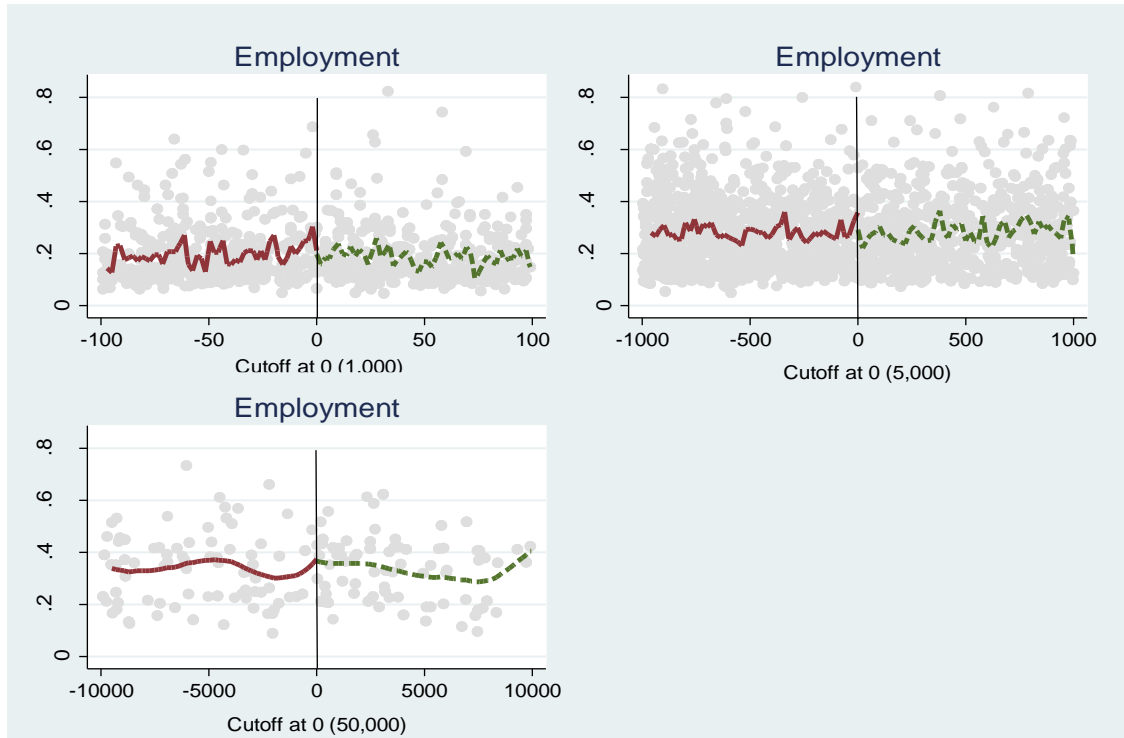 Employment
.8
.6
.4
.2
0
-100 -50 0 50 100
Cutoff at 0 (1.000)
Employment
.8
.6
.4
.2
0
-1000 -500 0 500 1000
Cutoff at 0 (5,000)
Employment
.8
.6
.4
.2
0
-10000 -5000 0 5000 10000
Cutoff at 0 (50,000)